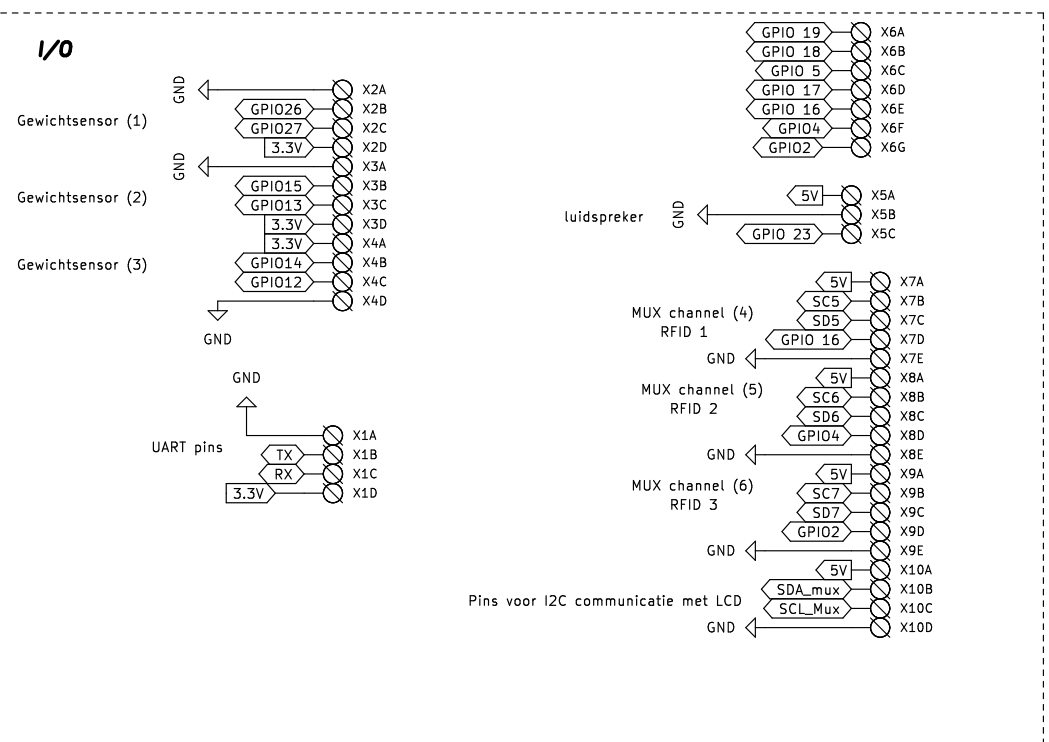 I/O
GND X2A
Gewichtsensor (1)
GPIO26 X2B
GPIO27 X2C
3.3V X2D
GND X3A
Gewichtsensor (2)
GPIO15 X3B
GPIO13 X3C
3.3V X3D
3.3V X4A
Gewichtsensor (3)
GPIO14 X4B
GPIO12 X4C
X4D
GND
GND
X1A
UART pins
TX X1B
RX X1C
3.3V X1D
GPIO 19 X6A
GPIO 18 X6B
GPIO 5 X6C
GPIO 17 X6D
GPIO 16 X6E
GPIO4 X6F
GPIO2 X6G
5V X5A
luidspreker GND X5B
GPIO 23 X5C
5V X7A
SC5 X7B
MUX channel (4)
RFID 1
SD5 X7C
GPIO 16 X7D
GND X7E
5V X8A
MUX channel (5)
RFID 2
SC6 X8B
SD6 X8C
GPIO4 X8D
GND X8E
5V X9A
MUX channel (6)
RFID 3
SC7 X9B
SD7 X9C
GPIO2 X9D
GND X9E
5V X10A
SDA_mux X10B
Pins voor I2C communicatie met LCD
SCL_Mux X10C
GND X10D